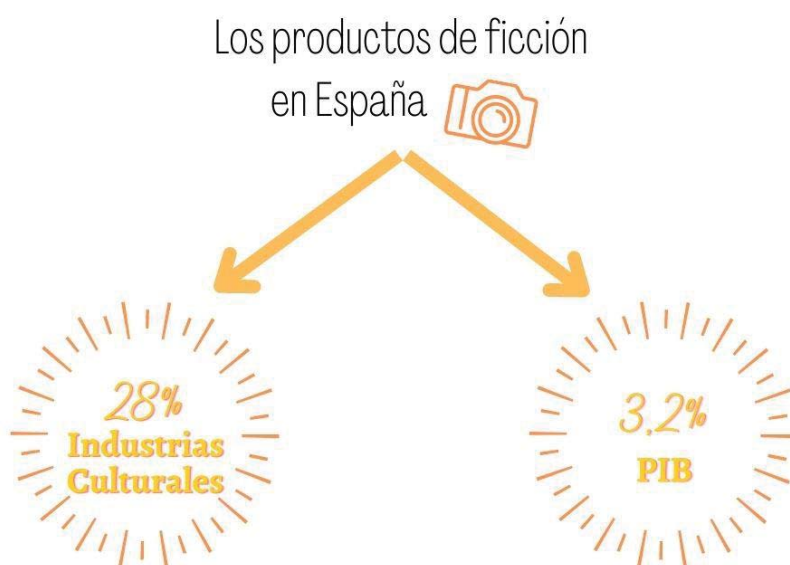 Los productos de ficción
en España
28%
Industrias
Culturales
3,2%
PIB